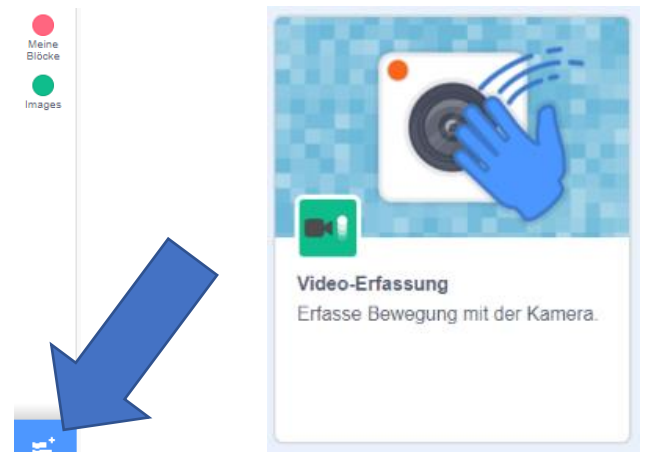 Meine
Blöcke
Images
Video-Erfassung
Erfasse Bewegung mit der Kamera.